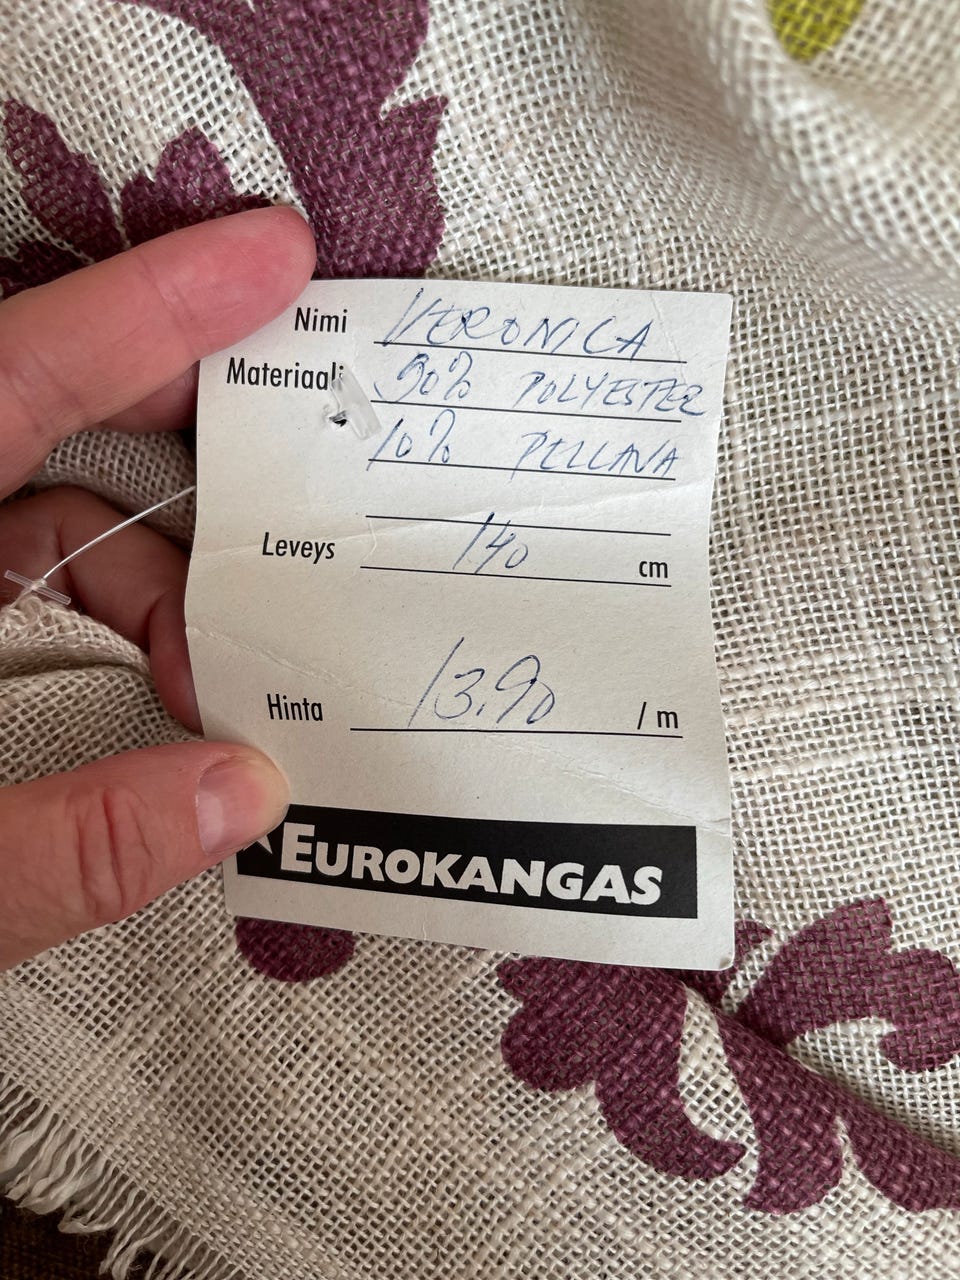 Nimi VERONICA
Materiaali 90% POLYESTER
10% PELLAVA
Leveys 140 cm
Hinta 13.90 / m
EUROKANGAS